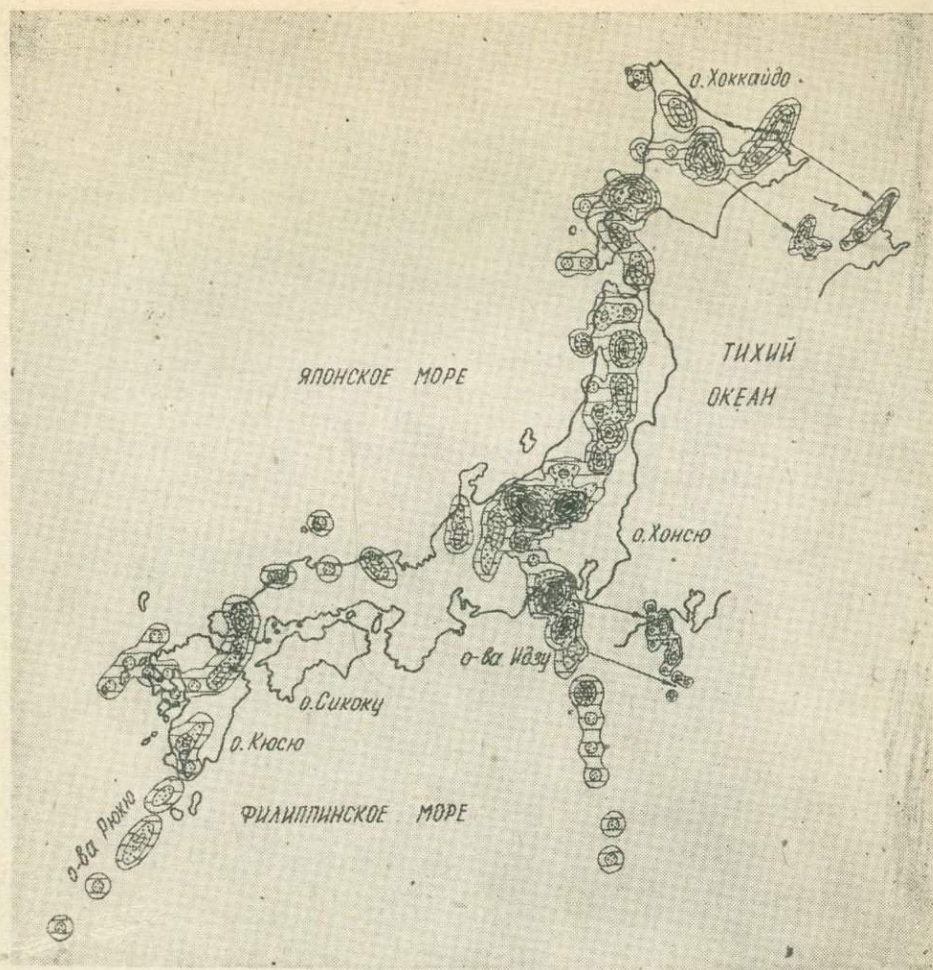 о. Хоккайдо
ТИХИЙ
ОКЕАН
ЯПОНСКОЕ МОРЕ
о. Хонсю
о-ва Идзу
о. Сикоку
о. Кюсю
ФИЛИППИНСКОЕ МОРЕ
о-ва Рюкю